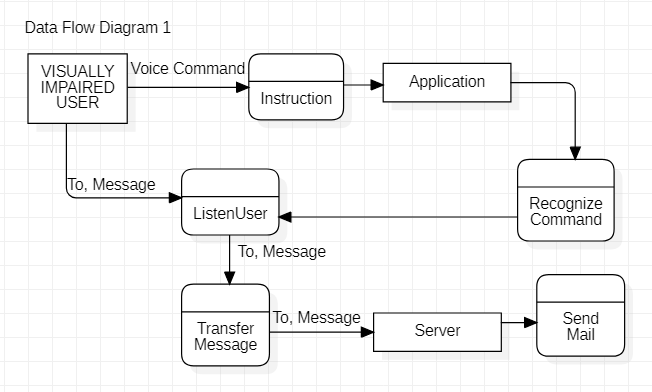 Data Flow Diagram 1
VISUALLY
IMPAIRED
USER
Voice Command
Instruction
Application
To, Message
ListenUser
Recognize
Command
To, Message
Transfer
Message
To, Message
Server
Send
Mail